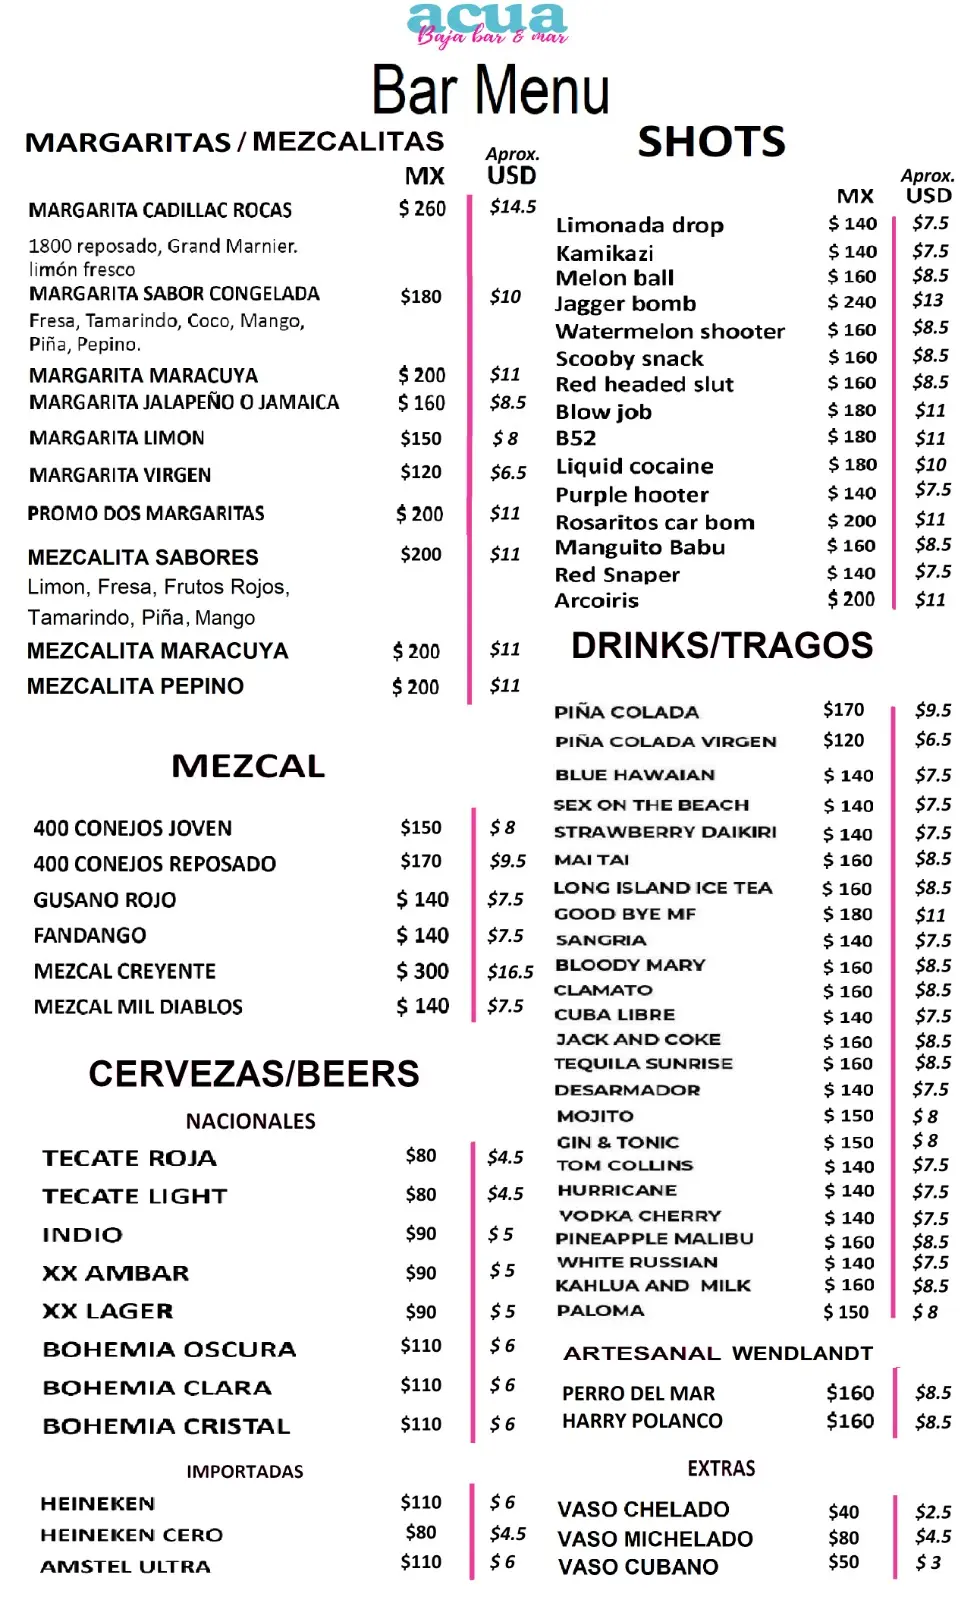 acua
Baja bar & mar
Bar Menu
MARGARITAS / MEZCALITAS
MX Aprox. USD
MARGARITA CADILLAC ROCAS $ 260 $14.5
1800 reposado, Grand Marnier.
limón fresco
MARGARITA SABOR CONGELADA $180 $10
Fresa, Tamarindo, Coco, Mango,
Piña, Pepino.
MARGARITA MARACUYA $ 200 $11
MARGARITA JALAPEÑO O JAMAICA $ 160 $8.5
MARGARITA LIMON $150 $ 8
MARGARITA VIRGEN $120 $6.5
PROMO DOS MARGARITAS $ 200 $11
MEZCALITA SABORES $200 $11
Limon, Fresa, Frutos Rojos,
Tamarindo, Piña, Mango
MEZCALITA MARACUYA $ 200 $11
MEZCALITA PEPINO $ 200 $11
MEZCAL
400 CONEJOS JOVEN $150 $ 8
400 CONEJOS REPOSADO $170 $9.5
GUSANO ROJO $ 140 $7.5
FANDANGO $ 140 $7.5
MEZCAL CREYENTE $ 300 $16.5
MEZCAL MIL DIABLOS $ 140 $7.5
CERVEZAS/BEERS
NACIONALES
TECATE ROJA $80 $4.5
TECATE LIGHT $80 $4.5
INDIO $90 $ 5
XX AMBAR $90 $ 5
XX LAGER $90 $ 5
BOHEMIA OSCURA $110 $ 6
BOHEMIA CLARA $110 $ 6
BOHEMIA CRISTAL $110 $ 6
IMPORTADAS
HEINEKEN $110 $ 6
HEINEKEN CERO $80 $4.5
AMSTEL ULTRA $110 $ 6
SHOTS
MX Aprox. USD
Limonada drop $ 140 $7.5
Kamikazi $ 140 $7.5
Melon ball $ 160 $8.5
Jagger bomb $ 240 $13
Watermelon shooter $ 160 $8.5
Scooby snack $ 160 $8.5
Red headed slut $ 160 $8.5
Blow job $ 180 $11
B52 $ 180 $11
Liquid cocaine $ 180 $10
Purple hooter $ 140 $7.5
Rosaritos car bom $ 200 $11
Manguito Babu $ 160 $8.5
Red Snaper $ 140 $7.5
Arcoiris $ 200 $11
DRINKS/TRAGOS
PIÑA COLADA $170 $9.5
PIÑA COLADA VIRGEN $120 $6.5
BLUE HAWAIAN $ 140 $7.5
SEX ON THE BEACH $ 140 $7.5
STRAWBERRY DAIKIRI $ 140 $7.5
MAI TAI $ 160 $8.5
LONG ISLAND ICE TEA $ 160 $8.5
GOOD BYE MF $ 180 $11
SANGRIA $ 140 $7.5
BLOODY MARY $ 160 $8.5
CLAMATO $ 160 $8.5
CUBA LIBRE $ 140 $7.5
JACK AND COKE $ 160 $8.5
TEQUILA SUNRISE $ 160 $8.5
DESARMADOR $ 140 $7.5
MOJITO $ 150 $ 8
GIN & TONIC $ 150 $ 8
TOM COLLINS $ 140 $7.5
HURRICANE $ 140 $7.5
VODKA CHERRY $ 140 $7.5
PINEAPPLE MALIBU $ 160 $8.5
WHITE RUSSIAN $ 140 $7.5
KAHLUA AND MILK $ 160 $8.5
PALOMA $ 150 $ 8
ARTESANAL WENDLANDT
PERRO DEL MAR $160 $8.5
HARRY POLANCO $160 $8.5
EXTRAS
VASO CHELADO $40 $2.5
VASO MICHELADO $80 $4.5
VASO CUBANO $50 $ 3